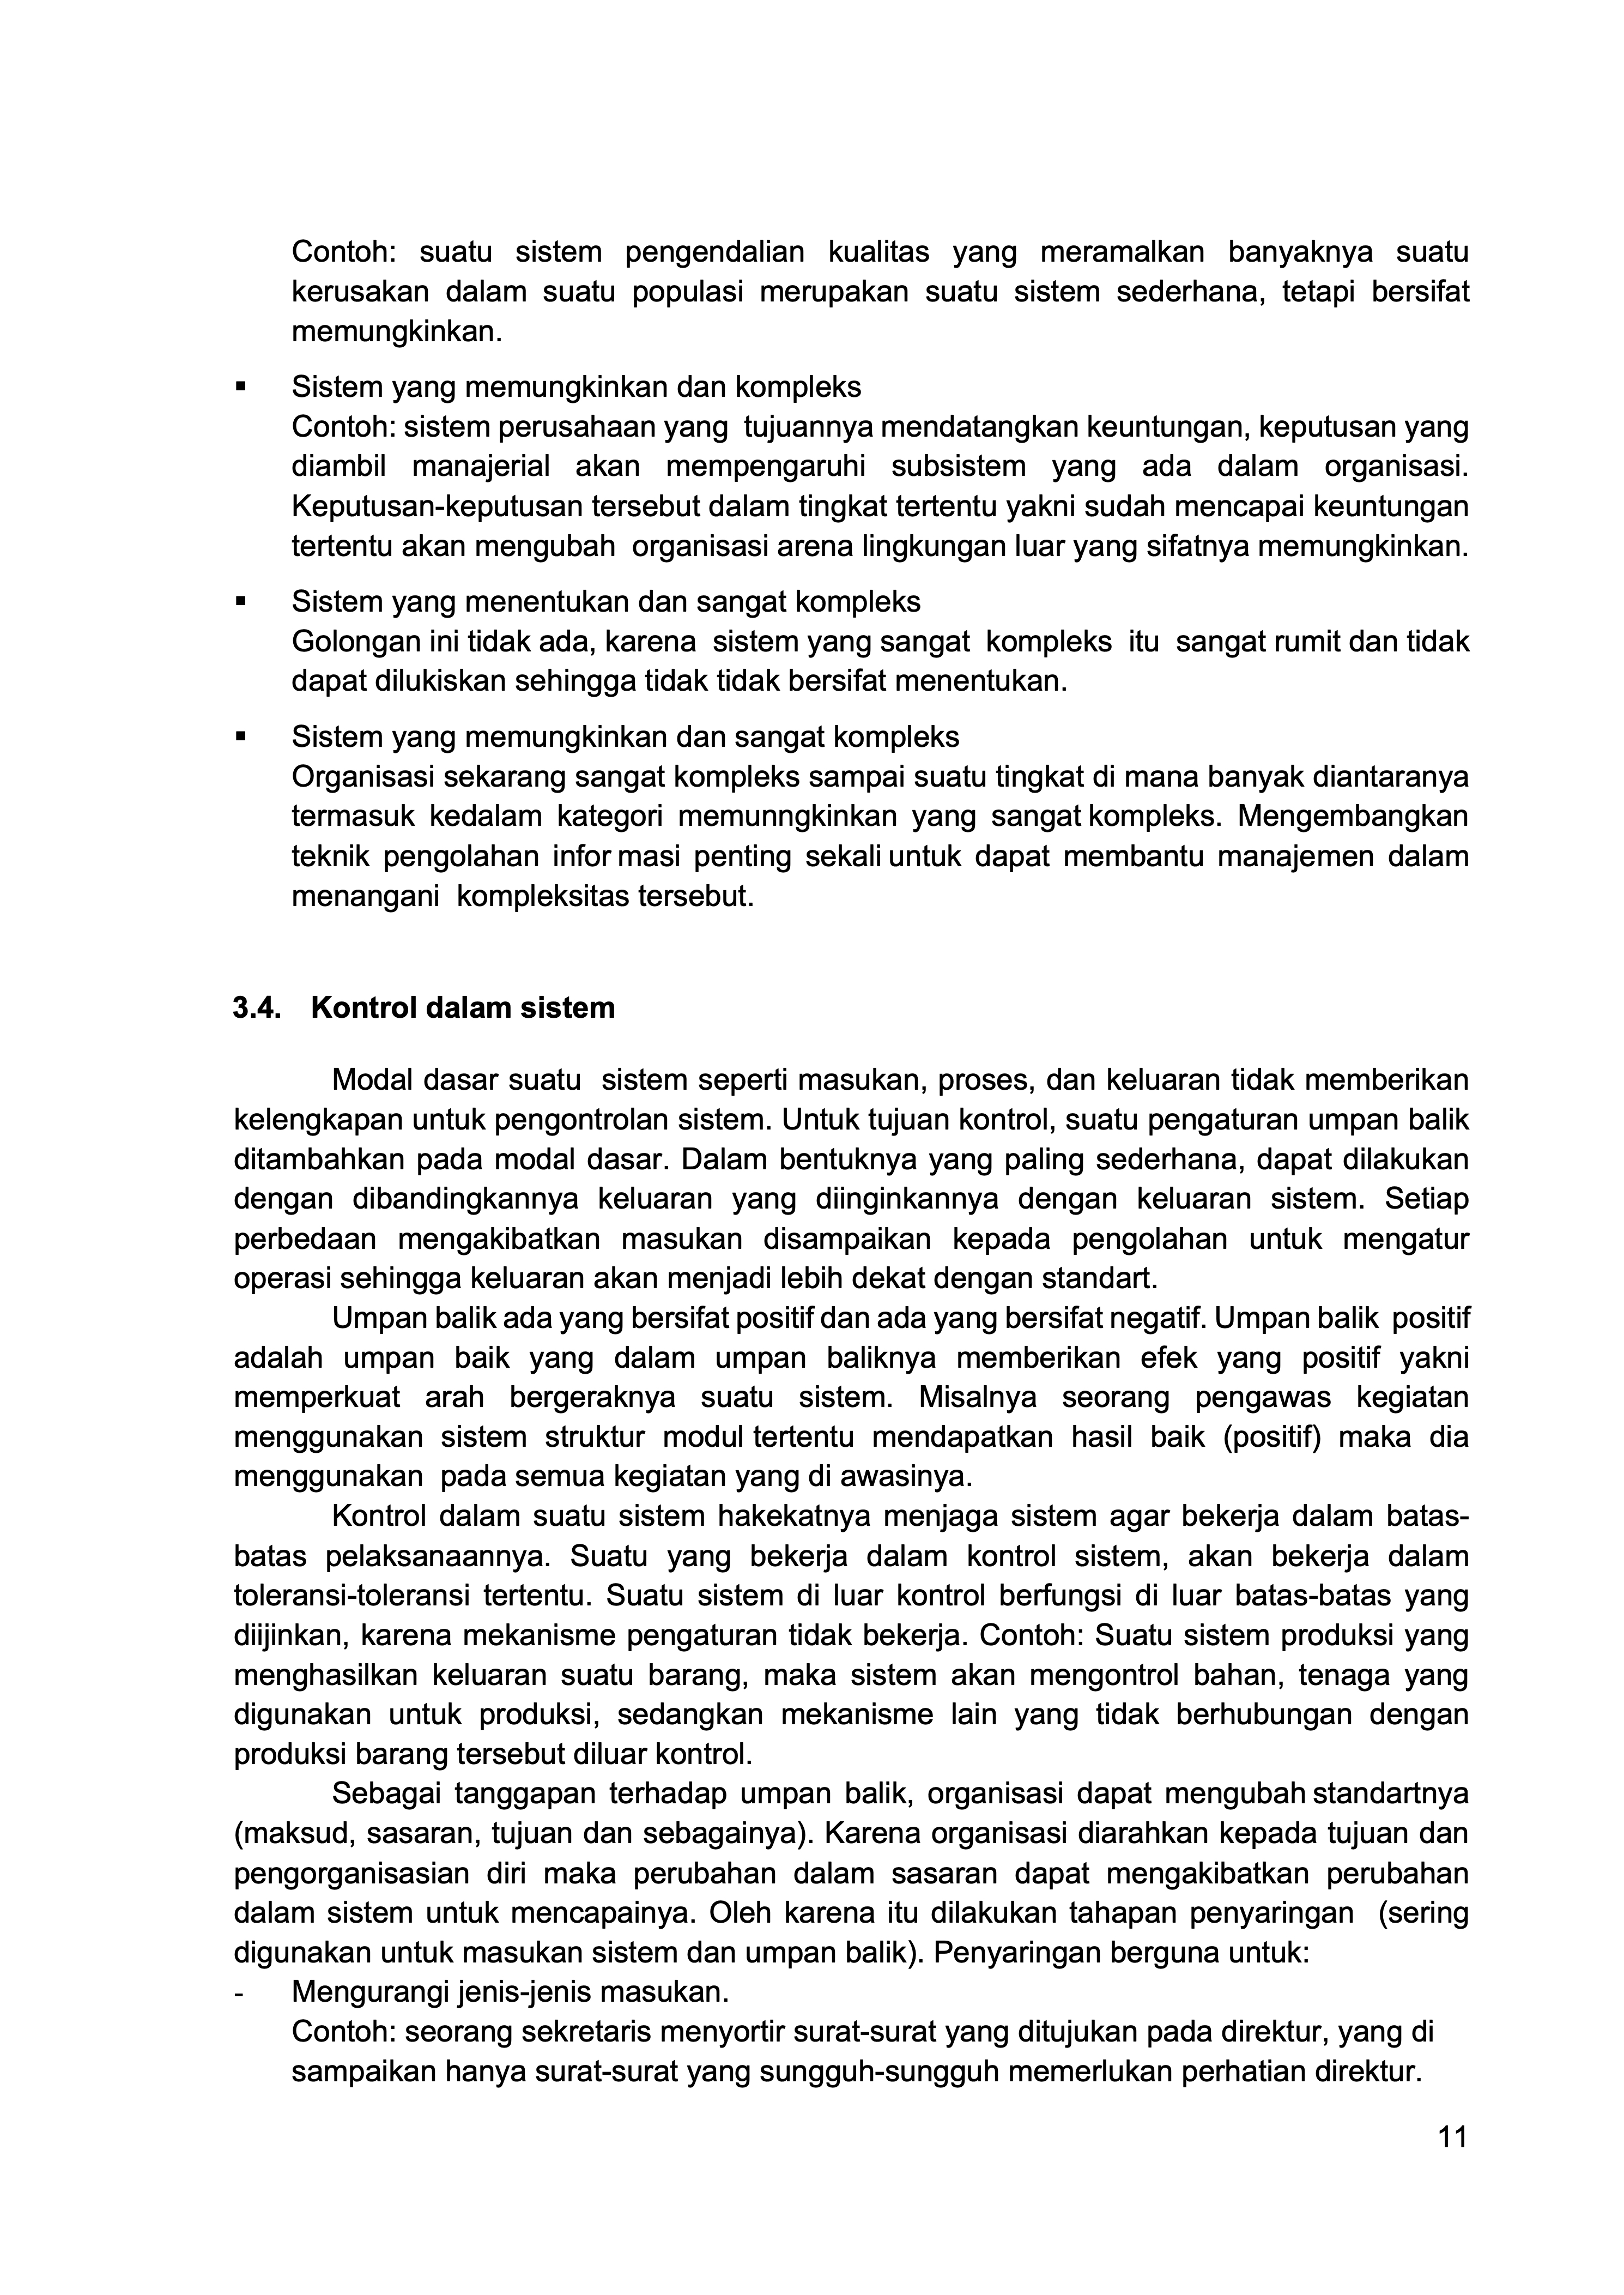 Contoh: suatu sistem pengendalian kualitas yang meramalkan banyaknya suatu
kerusakan dalam suatu populasi merupakan suatu sistem sederhana, tetapi bersifat
memungkinkan.
▪ Sistem yang memungkinkan dan kompleks
Contoh: sistem perusahaan yang tujuannya mendatangkan keuntungan, keputusan yang
diambil manajerial akan mempengaruhi subsistem yang ada dalam organisasi.
Keputusan-keputusan tersebut dalam tingkat tertentu yakni sudah mencapai keuntungan
tertentu akan mengubah organisasi arena lingkungan luar yang sifatnya memungkinkan.
▪ Sistem yang menentukan dan sangat kompleks
Golongan ini tidak ada, karena sistem yang sangat kompleks itu sangat rumit dan tidak
dapat dilukiskan sehingga tidak tidak bersifat menentukan.
▪ Sistem yang memungkinkan dan sangat kompleks
Organisasi sekarang sangat kompleks sampai suatu tingkat di mana banyak diantaranya
termasuk kedalam kategori memunngkinkan yang sangat kompleks. Mengembangkan
teknik pengolahan infor masi penting sekali untuk dapat membantu manajemen dalam
menangani kompleksitas tersebut.
3.4. Kontrol dalam sistem
Modal dasar suatu sistem seperti masukan, proses, dan keluaran tidak memberikan
kelengkapan untuk pengontrolan sistem. Untuk tujuan kontrol, suatu pengaturan umpan balik
ditambahkan pada modal dasar. Dalam bentuknya yang paling sederhana, dapat dilakukan
dengan dibandingkannya keluaran yang diinginkannya dengan keluaran sistem. Setiap
perbedaan mengakibatkan masukan disampaikan kepada pengolahan untuk mengatur
operasi sehingga keluaran akan menjadi lebih dekat dengan standart.
Umpan balik ada yang bersifat positif dan ada yang bersifat negatif. Umpan balik positif
adalah umpan baik yang dalam umpan baliknya memberikan efek yang positif yakni
memperkuat arah bergeraknya suatu sistem. Misalnya seorang pengawas kegiatan
menggunakan sistem struktur modul tertentu mendapatkan hasil baik (positif) maka dia
menggunakan pada semua kegiatan yang di awasinya.
Kontrol dalam suatu sistem hakekatnya menjaga sistem agar bekerja dalam batas-
batas pelaksanaannya. Suatu yang bekerja dalam kontrol sistem, akan bekerja dalam
toleransi-toleransi tertentu. Suatu sistem di luar kontrol berfungsi di luar batas-batas yang
diijinkan, karena mekanisme pengaturan tidak bekerja. Contoh: Suatu sistem produksi yang
menghasilkan keluaran suatu barang, maka sistem akan mengontrol bahan, tenaga yang
digunakan untuk produksi, sedangkan mekanisme lain yang tidak berhubungan dengan
produksi barang tersebut diluar kontrol.
Sebagai tanggapan terhadap umpan balik, organisasi dapat mengubah standartnya
(maksud, sasaran, tujuan dan sebagainya). Karena organisasi diarahkan kepada tujuan dan
pengorganisasian diri maka perubahan dalam sasaran dapat mengakibatkan perubahan
dalam sistem untuk mencapainya. Oleh karena itu dilakukan tahapan penyaringan (sering
digunakan untuk masukan sistem dan umpan balik). Penyaringan berguna untuk:
- Mengurangi jenis-jenis masukan.
Contoh: seorang sekretaris menyortir surat-surat yang ditujukan pada direktur, yang di
sampaikan hanya surat-surat yang sungguh-sungguh memerlukan perhatian direktur.
11